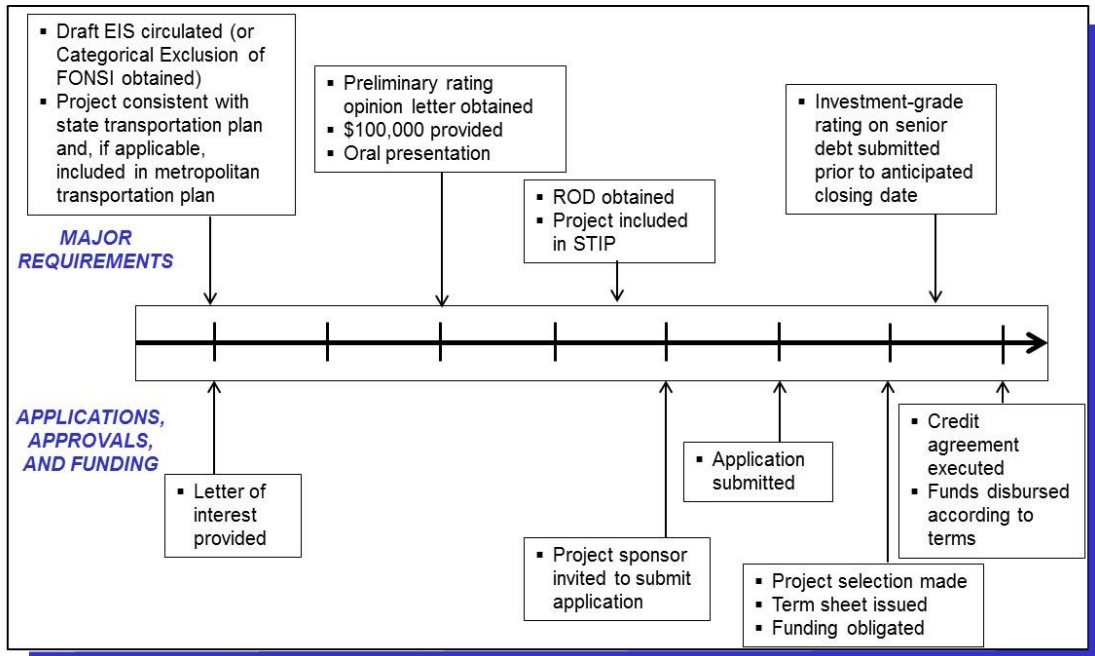 ▪ Draft EIS circulated (or
Categorical Exclusion of
FONSI obtained)
▪ Project consistent with
state transportation plan
and, if applicable,
included in metropolitan
transportation plan
▪ Preliminary rating
opinion letter obtained
▪ $100,000 provided
▪ Oral presentation
▪ ROD obtained
▪ Project included
in STIP
▪ Investment-grade
rating on senior
debt submitted
prior to anticipated
closing date
MAJOR
REQUIREMENTS
APPLICATIONS,
APPROVALS,
AND FUNDING
▪ Letter of
interest
provided
▪ Project sponsor
invited to submit
application
▪ Application
submitted
▪ Project selection made
▪ Term sheet issued
▪ Funding obligated
▪ Credit
agreement
executed
▪ Funds disbursed
according to
terms